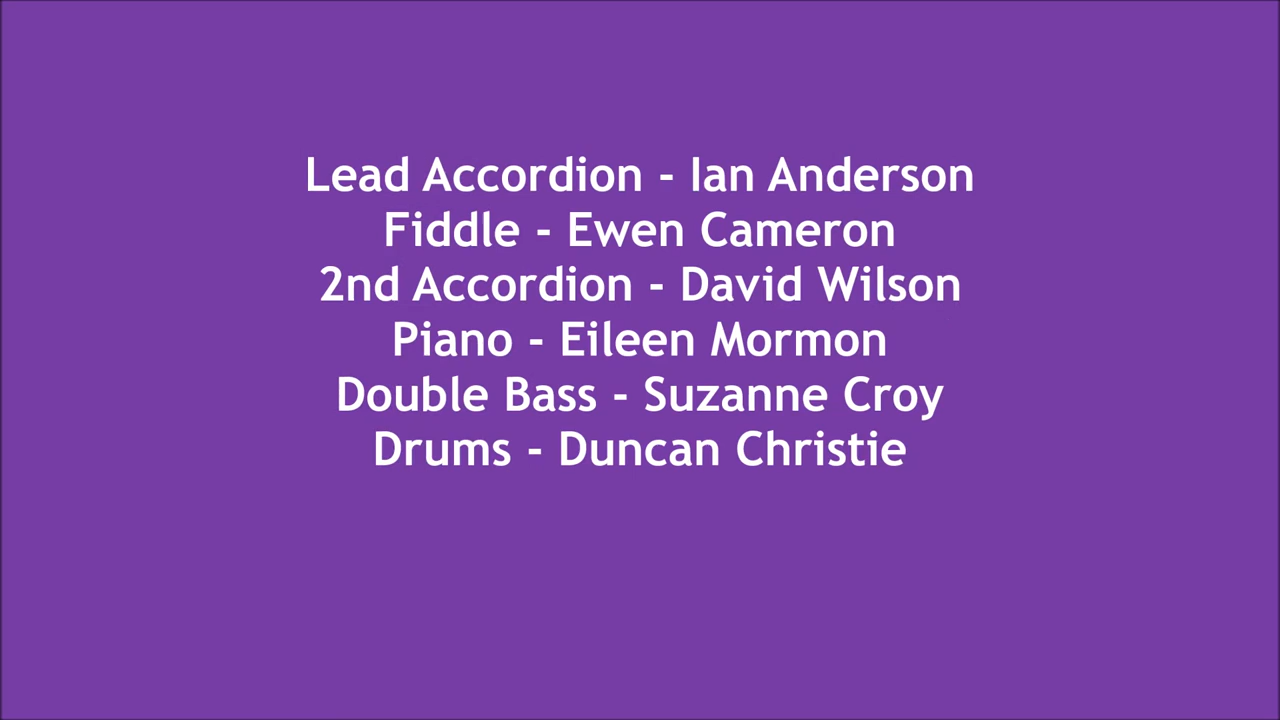 Lead Accordion - Ian Anderson
Fiddle - Ewen Cameron
2nd Accordion - David Wilson
Piano - Eileen Mormon
Double Bass - Suzanne Croy
Drums - Duncan Christie